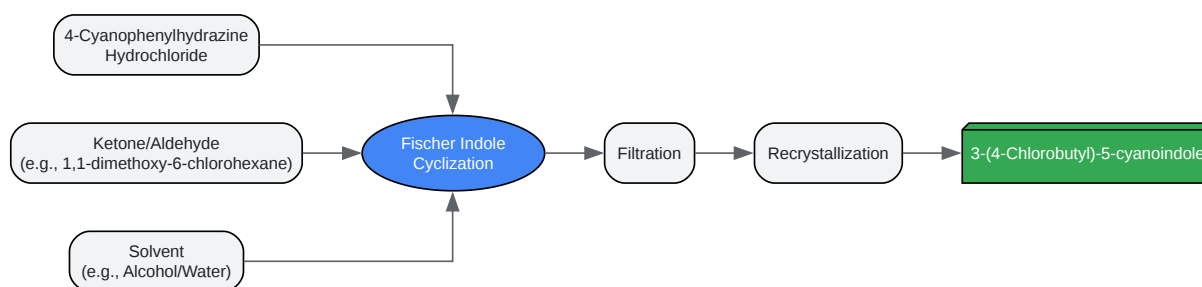 4-Cyanophenylhydrazine
Hydrochloride
Ketone/Aldehyde
(e.g., 1,1-dimethoxy-6-chlorohexane)
Solvent
(e.g., Alcohol/Water)
Fischer Indole
Cyclization
Filtration
Recrystallization
3-(4-Chlorobutyl)-5-cyanoindole